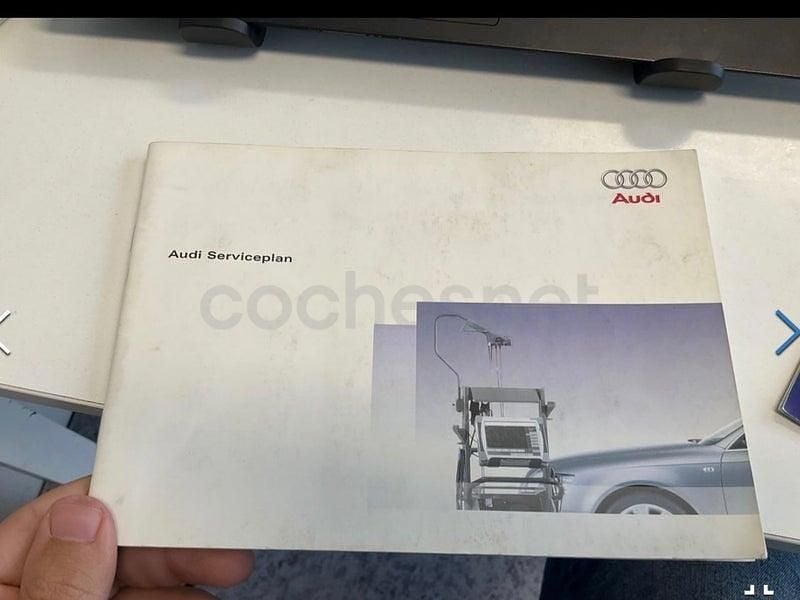 Audi
Audi Serviceplan
cochesnet